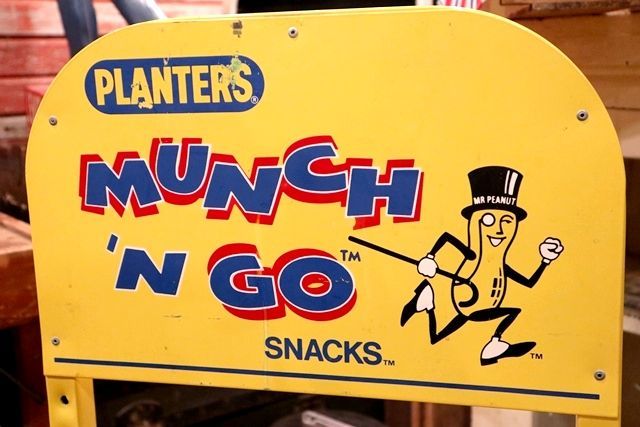 PLANTERS®
MUNCH
'N GO™
SNACKS™
MR PEANUT
™